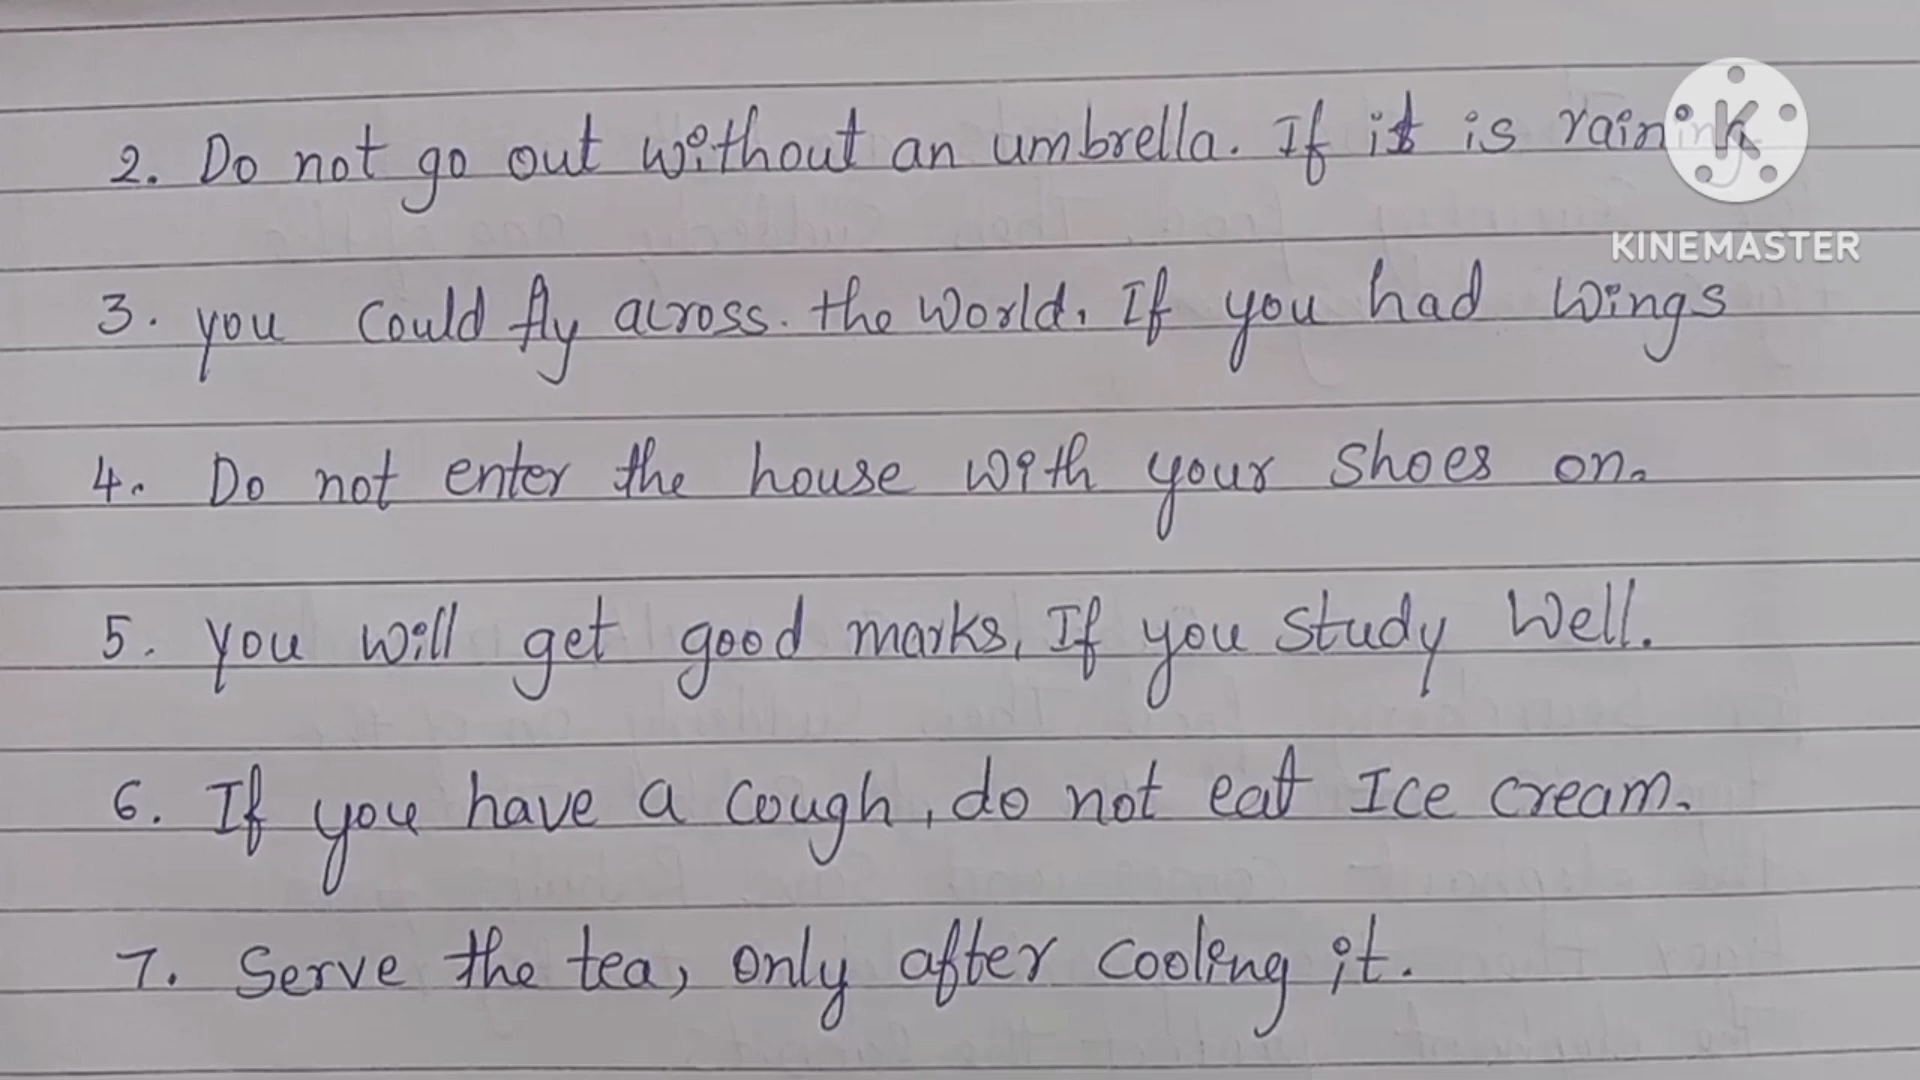 2. Do not go out without an umbrella. If it is raining
KINEMASTER
3. you could fly across. the world. If you had wings
4. Do not enter the house with your shoes on.
5. you will get good marks, If you study well.
6. If you have a cough, do not eat Ice cream.
7. Serve the tea, only after cooling it.